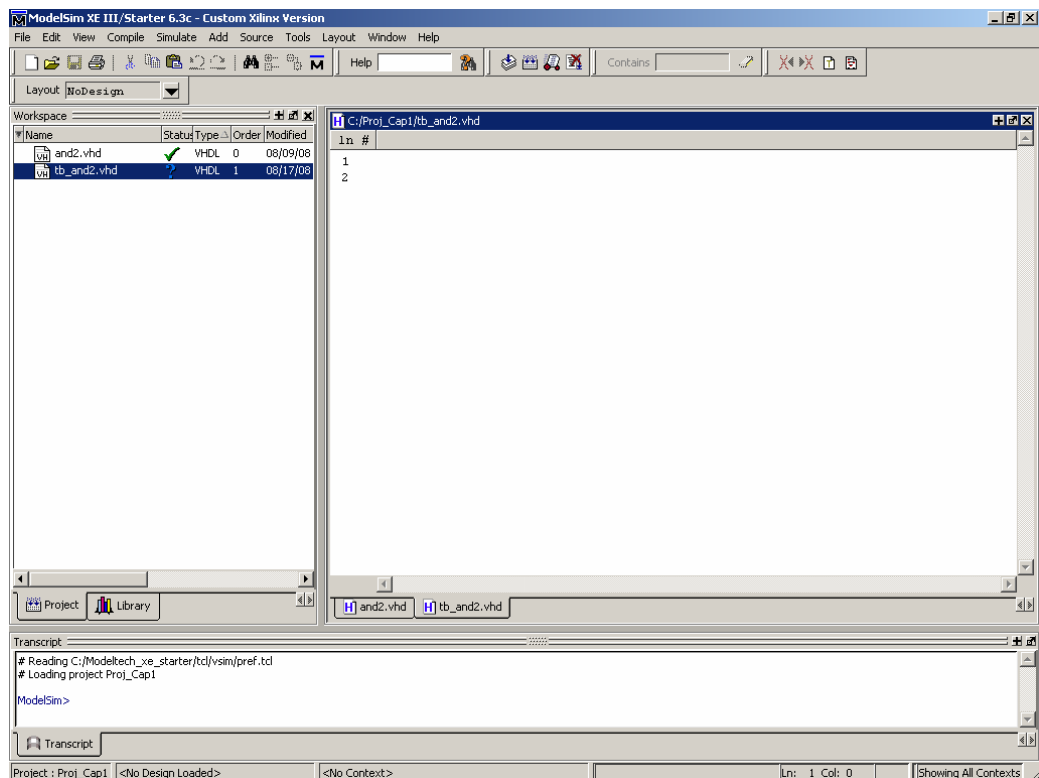 ModelSim XE III/Starter 6.3c - Custom Xilinx Version
File Edit View Compile Simulate Add Source Tools Layout Window Help
Help Contains
Layout NoDesign
Workspace
Name Status Type Order Modified
and2.vhd VHDL 0 08/09/08
tb_and2.vhd ? VHDL 1 08/17/08
Project Library
C:/Proj_Cap1/tb_and2.vhd
ln #
1
2
and2.vhd tb_and2.vhd
Transcript
# Reading C:/Modeltech_xe_starter/tcl/vsim/pref.tcl
# Loading project Proj_Cap1
ModelSim>
Transcript
Project : Proj_Cap1 <No Design Loaded> <No Context> Ln: 1 Col: 0 Showing All Contexts